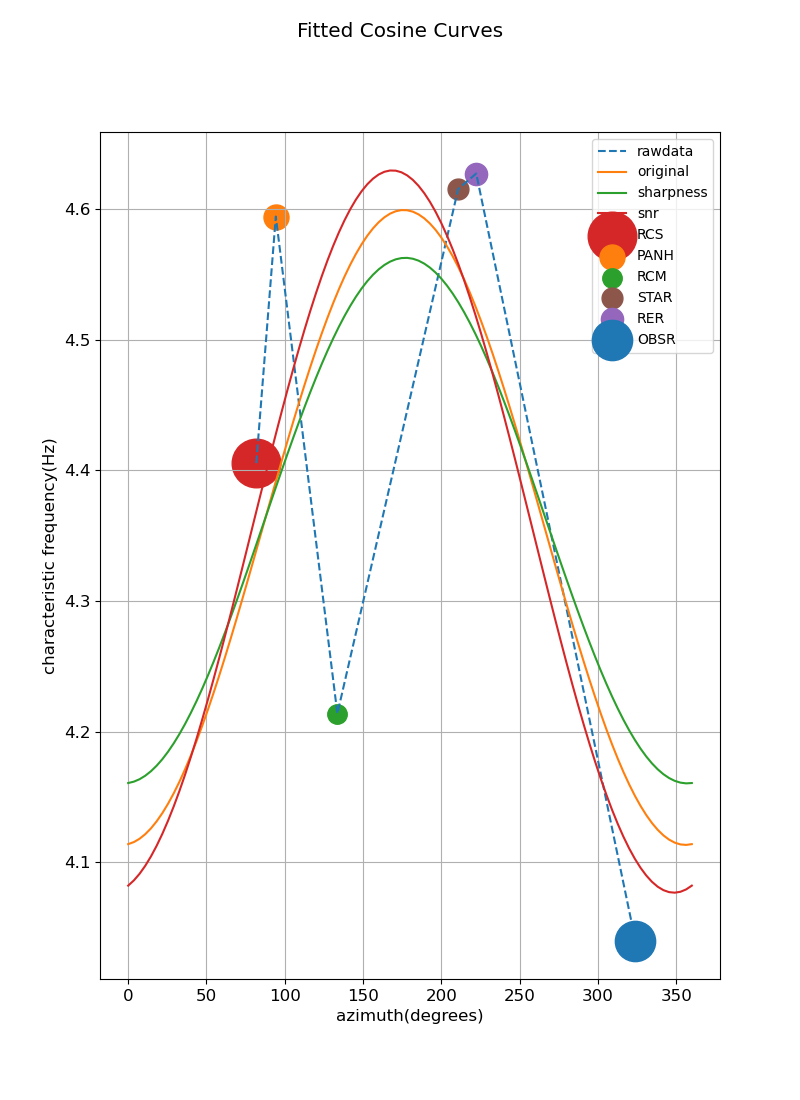 Fitted Cosine Curves
rawdata
original
sharpness
snr
RCS
PANH
RCM
STAR
RER
OBSR
characteristic frequency(Hz)
4.6
4.5
4.4
4.3
4.2
4.1
0 50 100 150 200 250 300 350
azimuth(degrees)